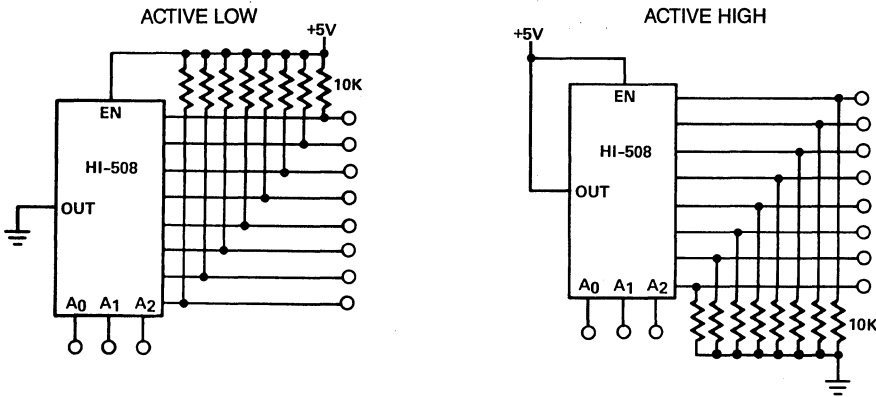 ACTIVE LOW
+5V
10K
EN
HI-508
OUT
A0 A1 A2
ACTIVE HIGH
+5V
EN
HI-508
OUT
A0 A1 A2
10K